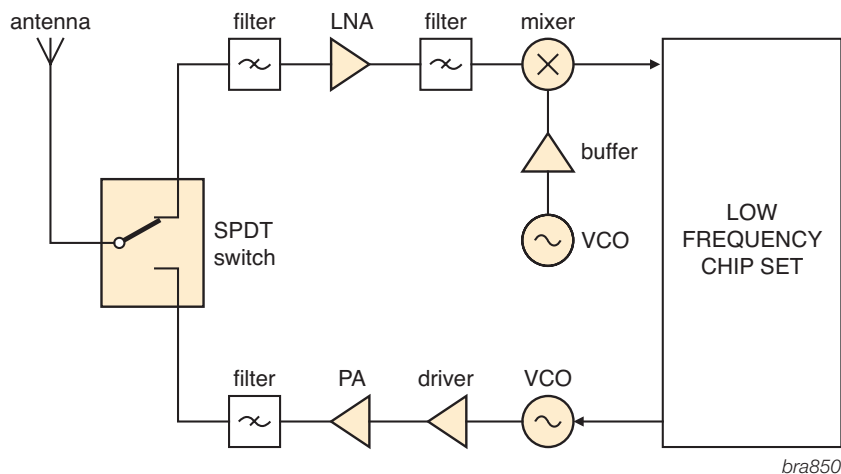 antenna
filter
LNA
filter
mixer
buffer
VCO
SPDT
switch
LOW
FREQUENCY
CHIP SET
filter
PA
driver
VCO
bra850